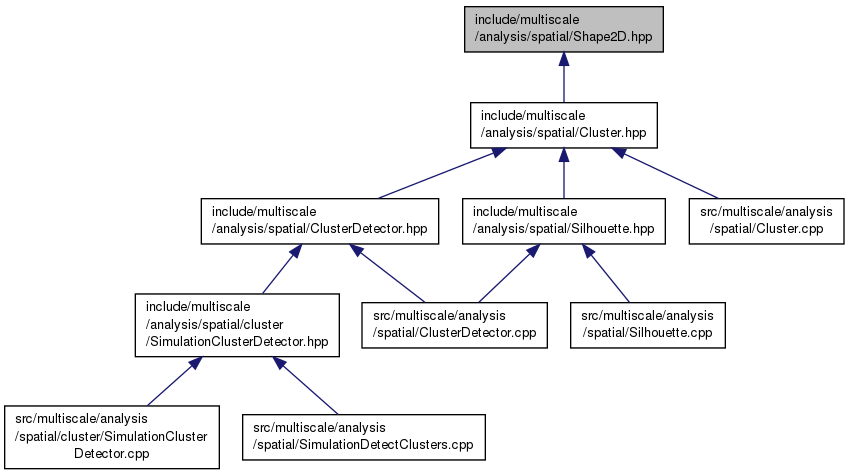 include/multiscale
/analysis/spatial/Shape2D.hpp
include/multiscale
/analysis/spatial/Cluster.hpp
include/multiscale
/analysis/spatial/ClusterDetector.hpp
include/multiscale
/analysis/spatial/Silhouette.hpp
src/multiscale/analysis
/spatial/Cluster.cpp
include/multiscale
/analysis/spatial/cluster
/SimulationClusterDetector.hpp
src/multiscale/analysis
/spatial/ClusterDetector.cpp
src/multiscale/analysis
/spatial/Silhouette.cpp
src/multiscale/analysis
/spatial/cluster/SimulationCluster
Detector.cpp
src/multiscale/analysis
/spatial/SimulationDetectClusters.cpp